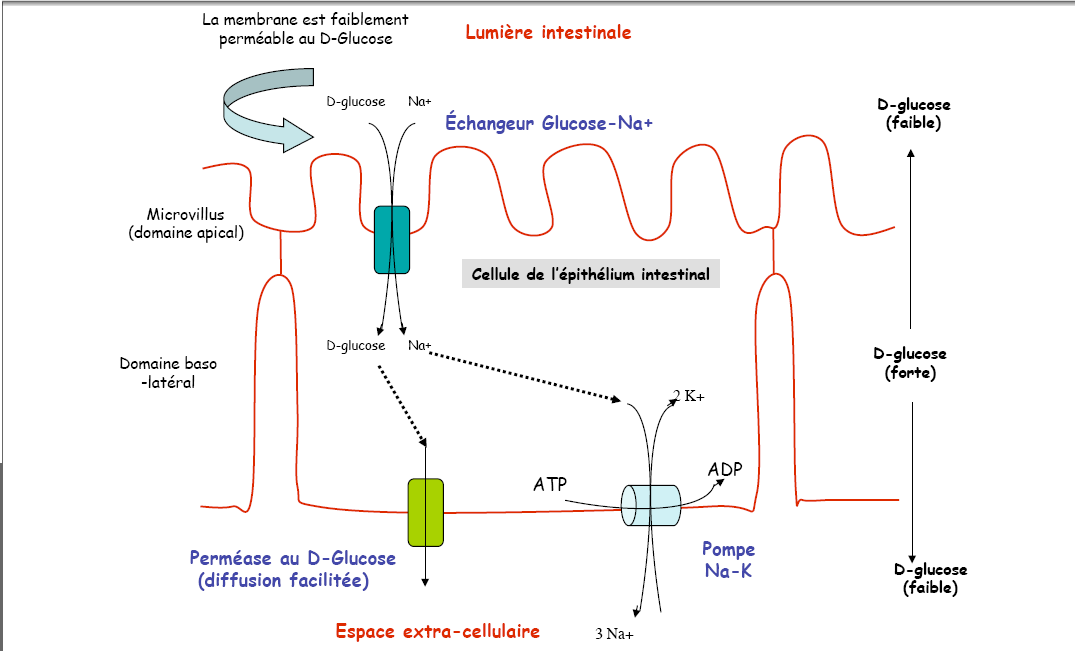 La membrane est faiblement
perméable au D-Glucose
Lumière intestinale
D-glucose
Na+
Échangeur Glucose-Na+
D-glucose
(faible)
Microvillus
(domaine apical)
Cellule de l'épithélium intestinal
D-glucose
Na+
Domaine baso
-latéral
D-glucose
(forte)
2 K+
ATP
ADP
Perméase au D-Glucose
(diffusion facilitée)
Pompe
Na-K
D-glucose
(faible)
Espace extra-cellulaire
3 Na+